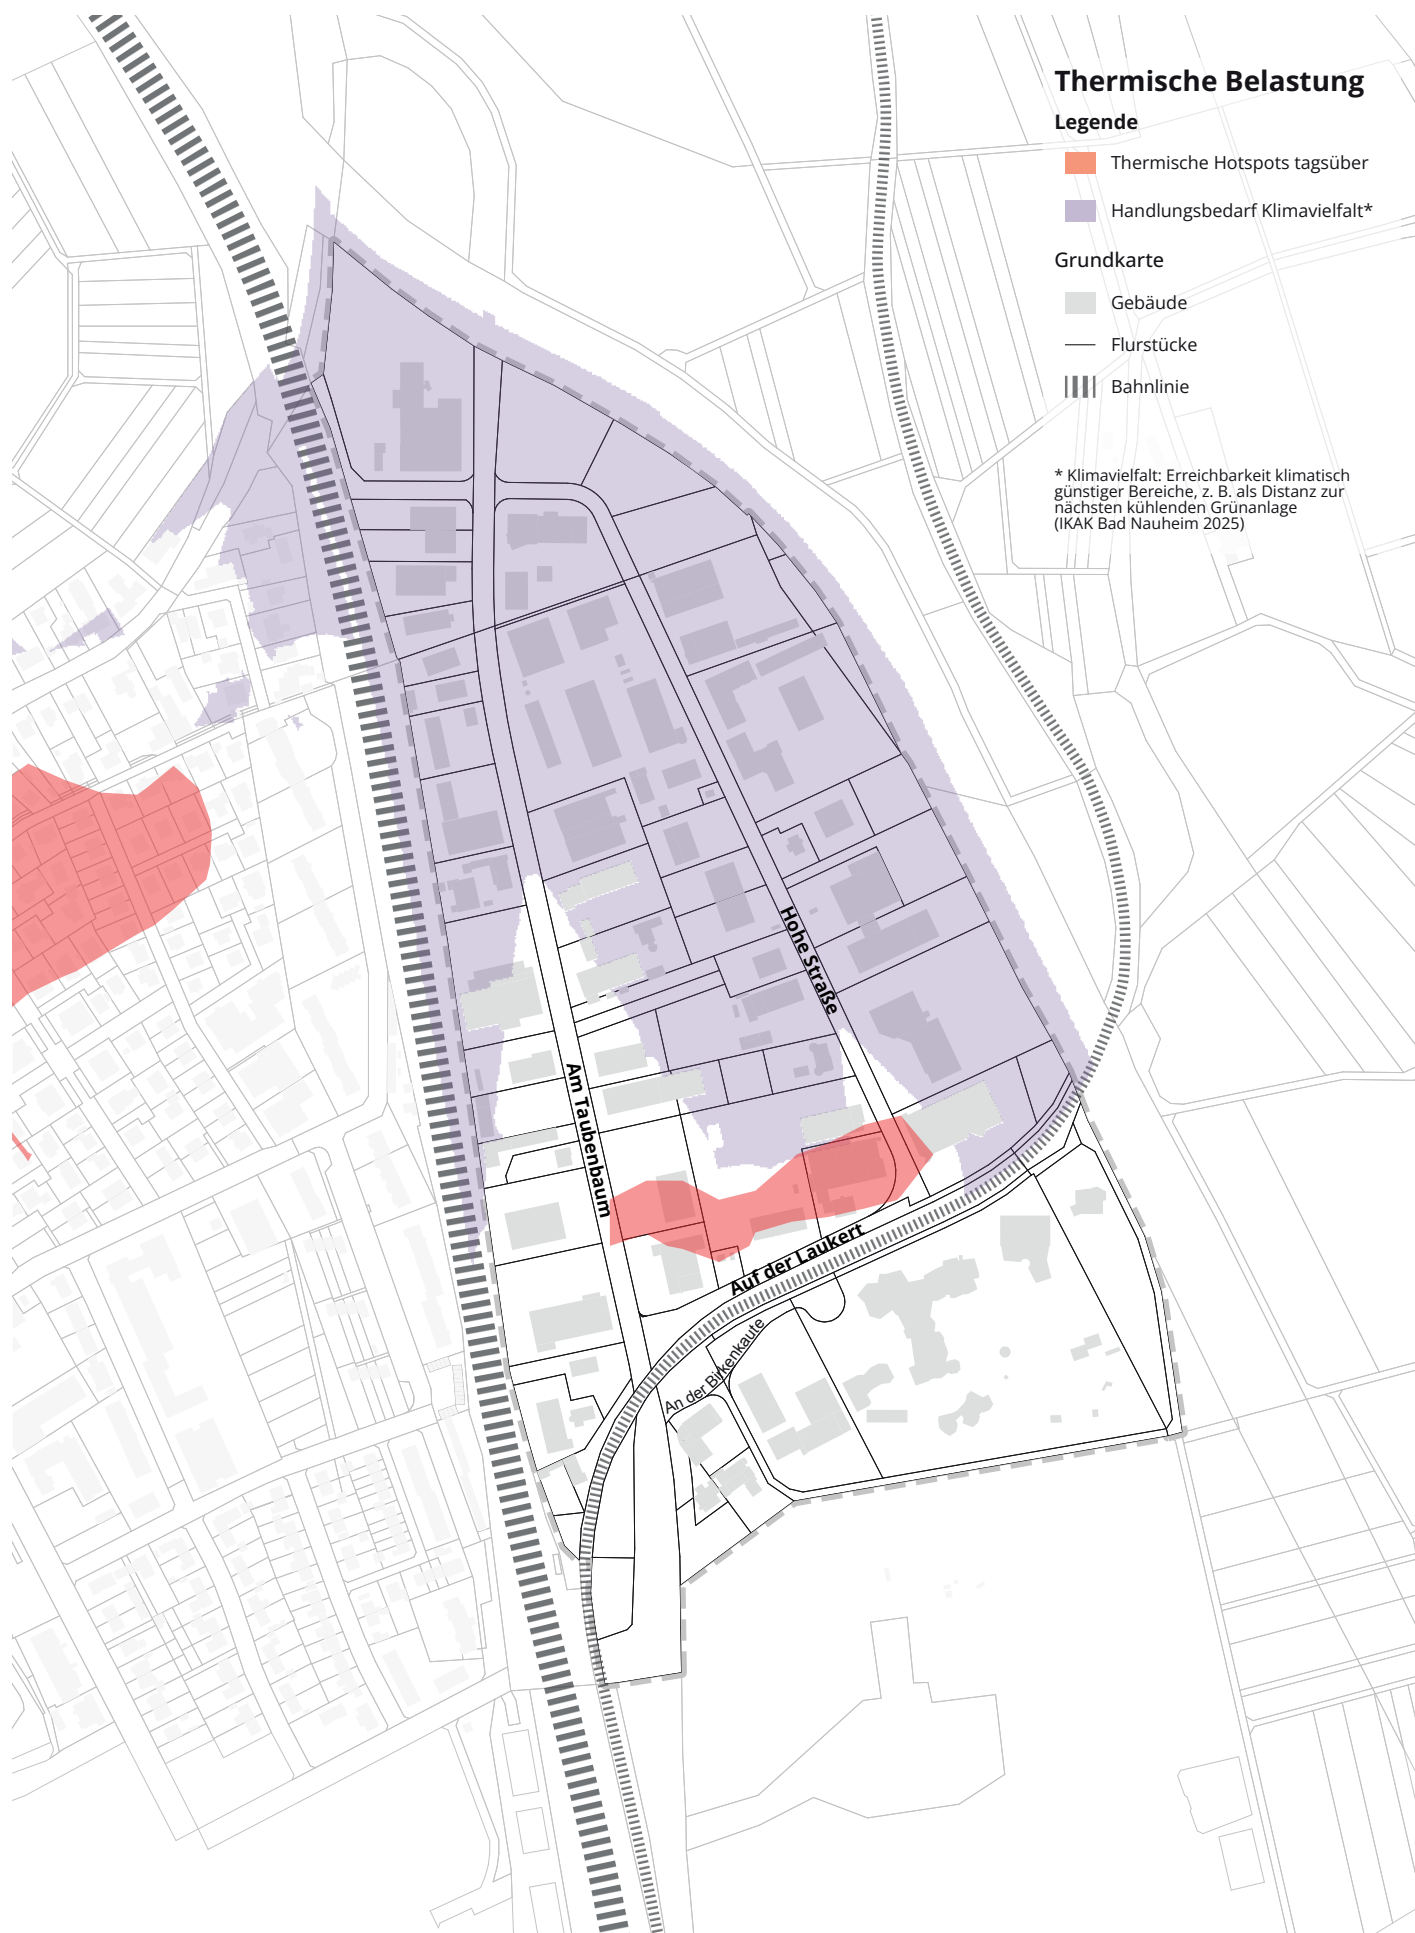 Thermische Belastung
Legende
Thermische Hotspots tagsüber
Handlungsbedarf Klimavielfalt*
Grundkarte
Gebäude
Flurstücke
Bahnlinie
* Klimavielfalt: Erreichbarkeit klimatisch
günstiger Bereiche, z. B. als Distanz zur
nächsten kühlenden Grünanlage
(IKAK Bad Nauheim 2025)
Hohe Straße
Am Taubenbaum
Auf der Laukert
An der Birkenkaute